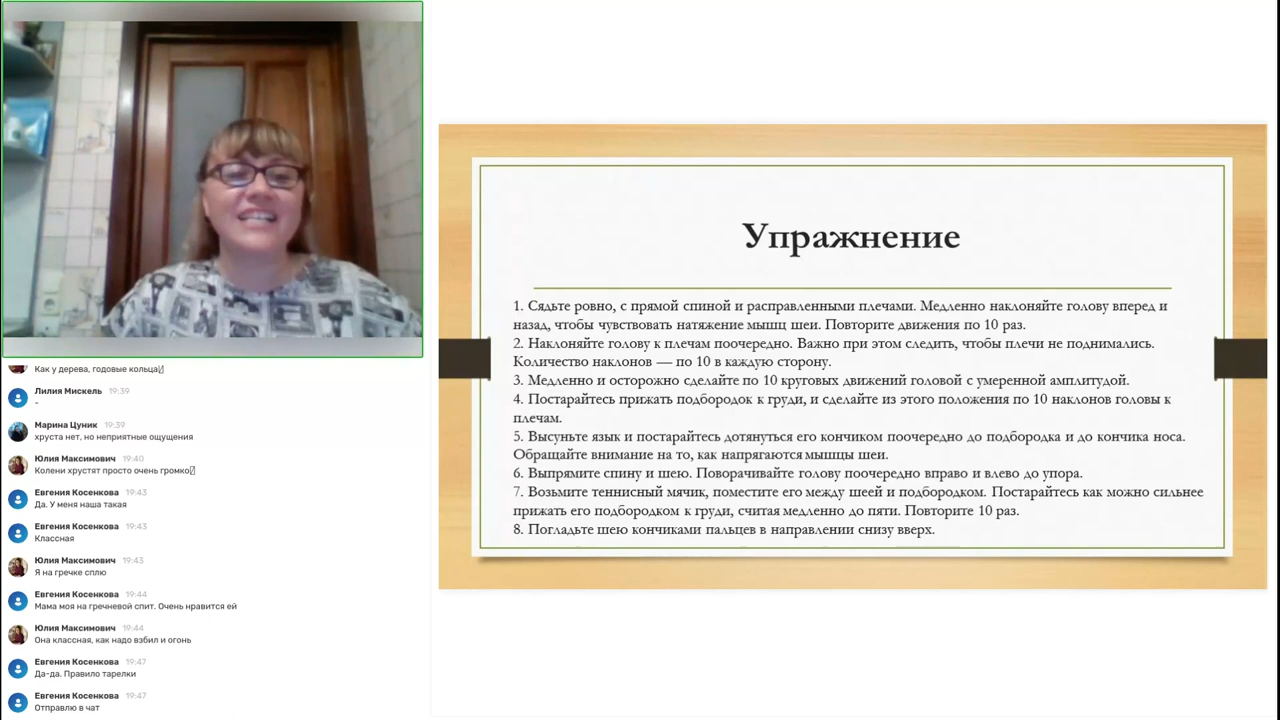 Упражнение
1. Сядьте ровно, с прямой спиной и расправленными плечами. Медленно наклоняйте голову вперед и
назад, чтобы чувствовать натяжение мышц шеи. Повторите движения по 10 раз.
2. Наклоняйте голову к плечам поочередно. Важно при этом следить, чтобы плечи не поднимались.
Количество наклонов — по 10 в каждую сторону.
3. Медленно и осторожно сделайте по 10 круговых движений головой с умеренной амплитудой.
4. Постарайтесь прижать подбородок к груди, и сделайте из этого положения по 10 наклонов головы к
плечам.
5. Высуньте язык и постарайтесь дотянуться его кончиком поочередно до подбородка и до кончика носа.
Обращайте внимание на то, как напрягаются мышцы шеи.
6. Выпрямите спину и шею. Поворачивайте голову поочередно вправо и влево до упора.
7. Возьмите теннисный мячик, поместите его между шеей и подбородком. Постарайтесь как можно сильнее
прижать его подбородком к груди, считая медленно до пяти. Повторите 10 раз.
8. Погладьте шею кончиками пальцев в направлении снизу вверх.
Как у дерева, годовые кольца
Лилия Мискель 19:39
-
Марина Цуник 19:39
хруста нет, но неприятные ощущения
Юлия Максимович 19:40
Колени хрустят просто очень громко
Евгения Косенкова 19:43
Да. У меня наша такая
Евгения Косенкова 19:43
Классная
Юлия Максимович 19:43
Я на гречке сплю
Евгения Косенкова 19:44
Мама моя на гречневой спит. Очень нравится ей
Юлия Максимович 19:44
Она классная, как надо взбил и огонь
Евгения Косенкова 19:47
Да-да. Правило тарелки
Евгения Косенкова 19:47
Отправлю в чат